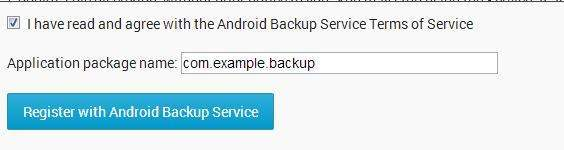 I have read and agree with the Android Backup Service Terms of Service
Application package name: com.example.backup
Register with Android Backup Service